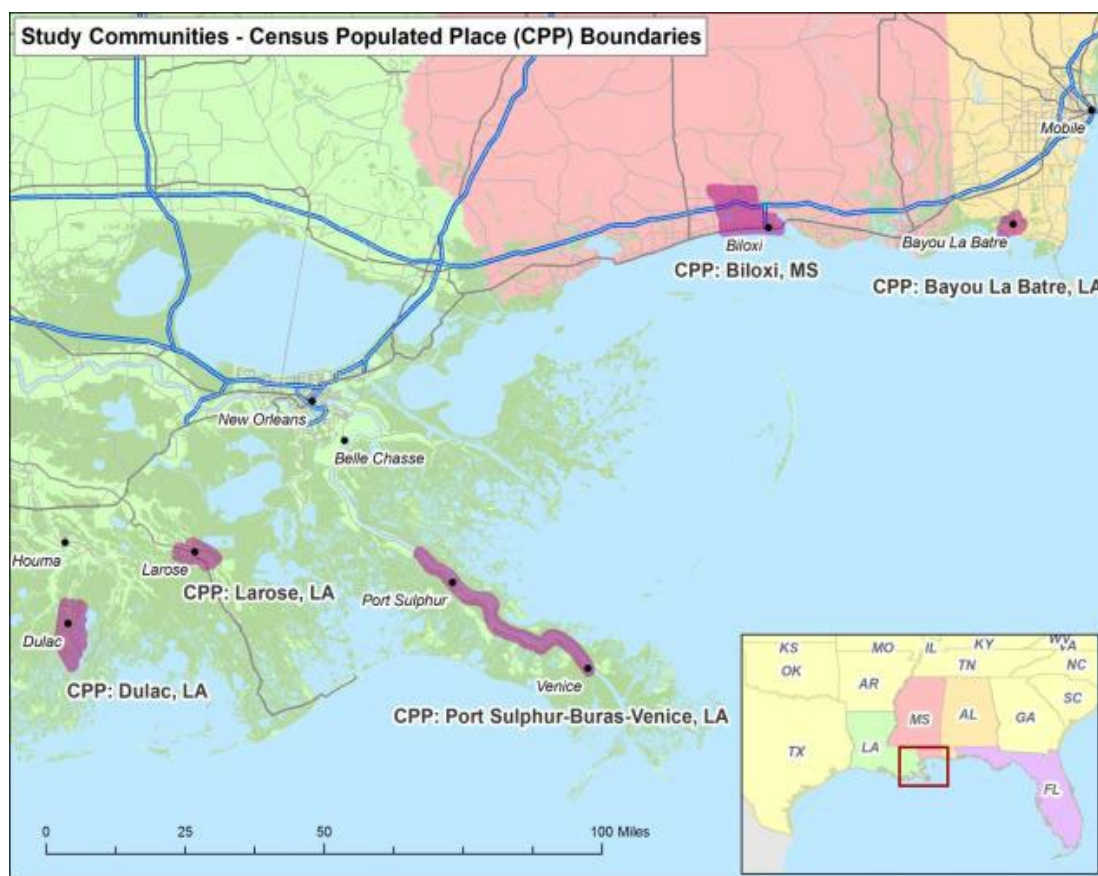 Study Communities - Census Populated Place (CPP) Boundaries
Mobile
Biloxi
Bayou La Batre
CPP: Biloxi, MS
CPP: Bayou La Batre, LA
New Orleans
Belle Chasse
Houma
Larose
CPP: Larose, LA
Port Sulphur
Dulac
CPP: Dulac, LA
Venice
CPP: Port Sulphur-Buras-Venice, LA
KS
MO
IL
KY
WV
VA
OK
AR
TN
NC
SC
MS
AL
GA
LA
TX
FL
0 25 50 100 Miles